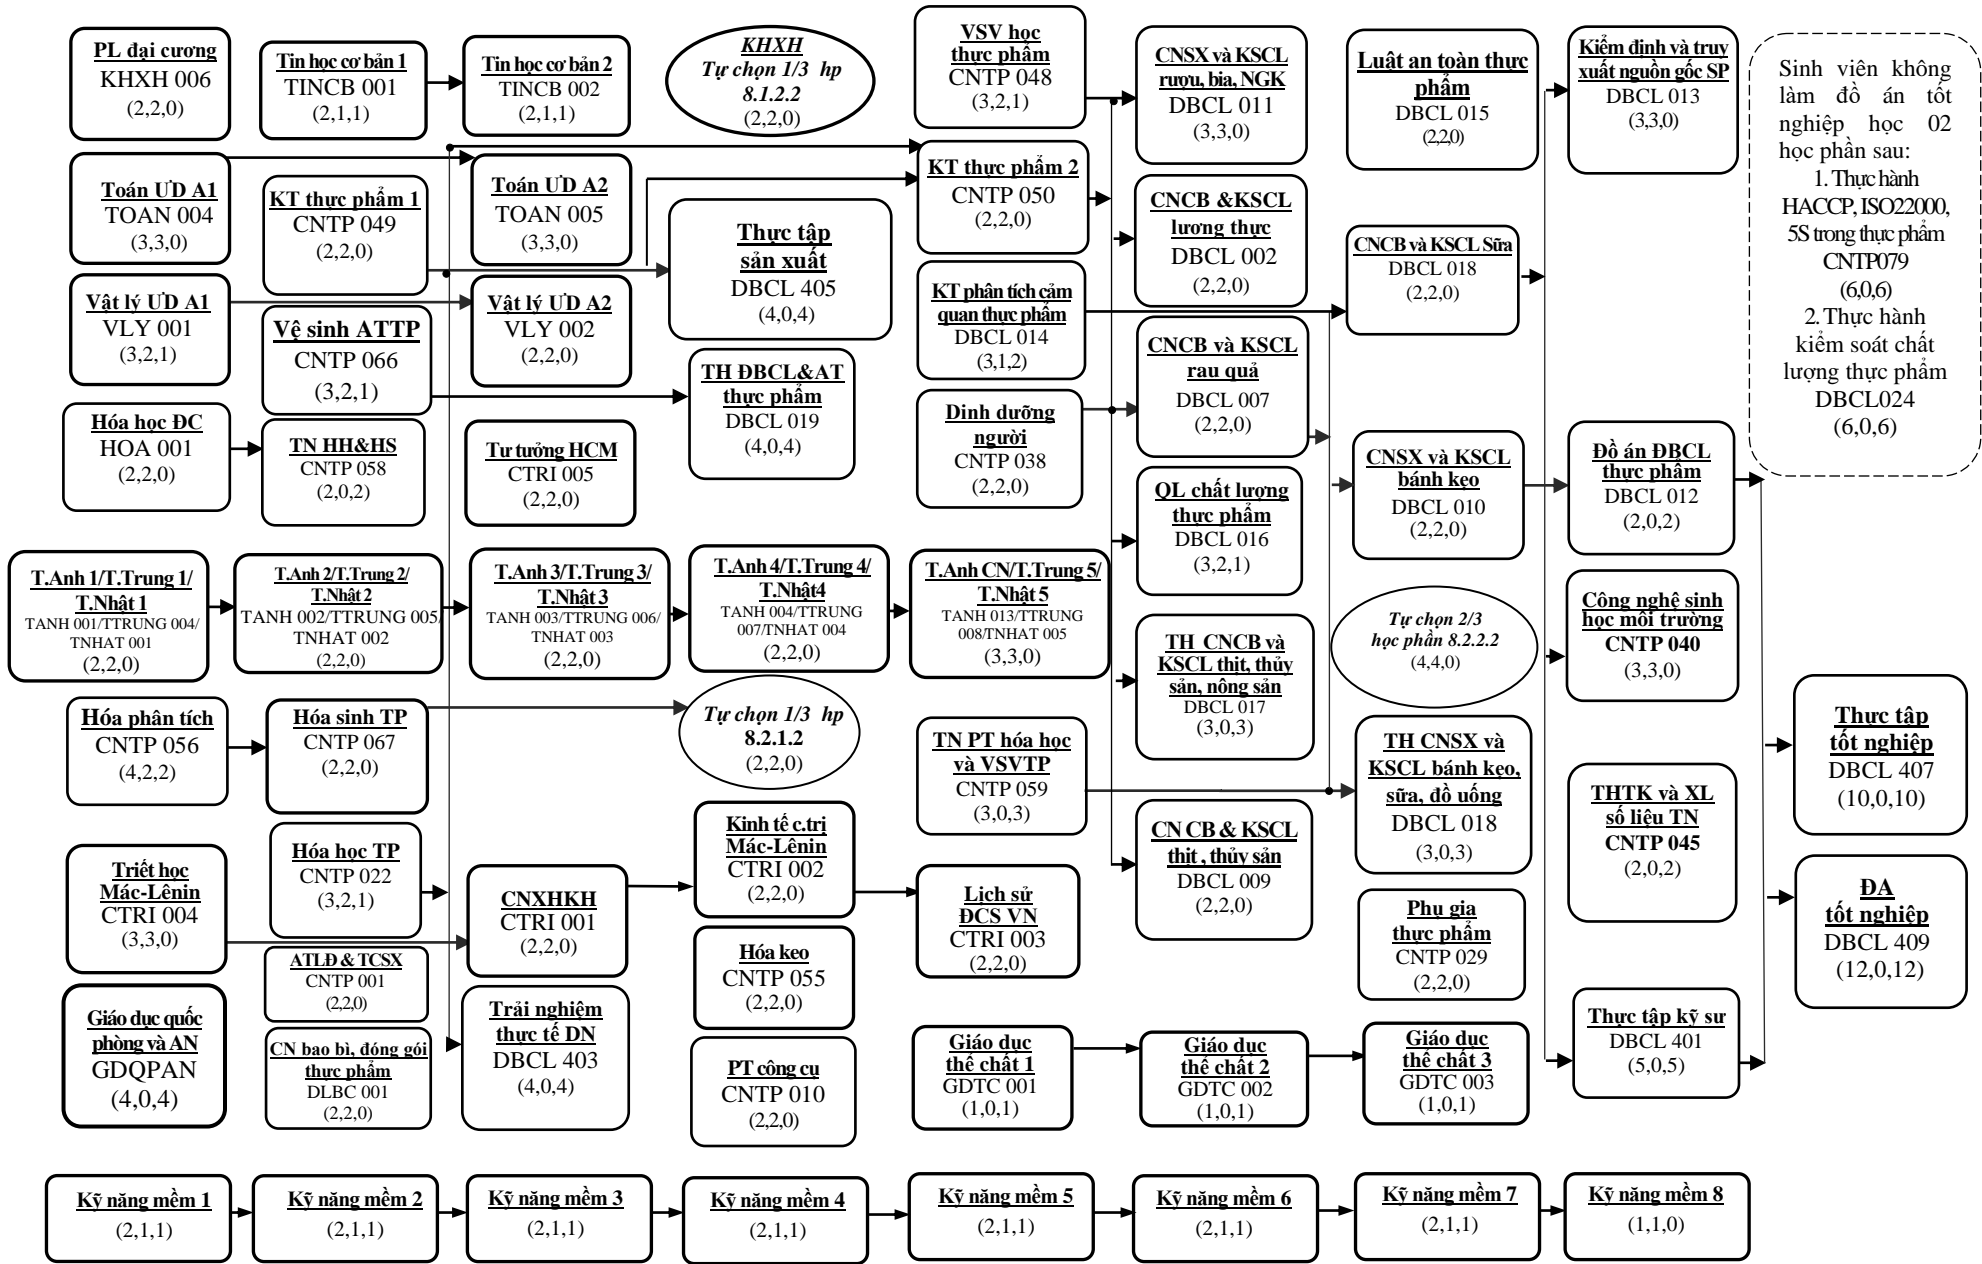 PL đại cương
KHXH 006
(2,2,0)
Toán ƯD A1
TOAN 004
(3,3,0)
Vật lý ƯD A1
VLY 001
(3,2,1)
Hóa học ĐC
HOA 001
(2,2,0)
T.Anh 1/T.Trung 1/
T.Nhật 1
TANH 001/TTRUNG 004/
TNHAT 001
(2,2,0)
Hóa phân tích
CNTP 056
(4,2,2)
Triết học
Mác-Lênin
CTRI 004
(3,3,0)
Giáo dục quốc
phòng và AN
GDQPAN
(4,0,4)
Tin học cơ bản 1
TINCB 001
(2,1,1)
KT thực phẩm 1
CNTP 049
(2,2,0)
Vệ sinh ATTP
CNTP 066
(3,2,1)
TN HH&HS
CNTP 058
(2,0,2)
T.Anh 2/T.Trung 2/
T.Nhật 2
TANH 002/TTRUNG 005/
TNHAT 002
(2,2,0)
Hóa sinh TP
CNTP 067
(2,2,0)
Hóa học TP
CNTP 022
(3,2,1)
ATLĐ & TCSX
CNTP 001
(2,2,0)
CN bao bì, đóng gói
thực phẩm
DLBC 001
(2,2,0)
Tin học cơ bản 2
TINCB 002
(2,1,1)
Toán ƯD A2
TOAN 005
(3,3,0)
Vật lý ƯD A2
VLY 002
(2,2,0)
Tư tưởng HCM
CTRI 005
(2,2,0)
T.Anh 3/T.Trung 3/
T.Nhật 3
TANH 003/TTRUNG 006/
TNHAT 003
(2,2,0)
CNXHKH
CTRI 001
(2,2,0)
Trải nghiệm
thực tế DN
DBCL 403
(4,0,4)
KHXH
Tự chọn 1/3 hp
8.1.2.2
(2,2,0)
Thực tập
sản xuất
DBCL 405
(4,0,4)
TH ĐBCL&AT
thực phẩm
DBCL 019
(4,0,4)
T.Anh 4/T.Trung 4/
T.Nhật4
TANH 004/TTRUNG
007/TNHAT 004
(2,2,0)
Tự chọn 1/3 hp
8.2.1.2
(2,2,0)
Kinh tế c.trị
Mác-Lênin
CTRI 002
(2,2,0)
Hóa keo
CNTP 055
(2,2,0)
PT công cụ
CNTP 010
(2,2,0)
VSV học
thực phẩm
CNTP 048
(3,2,1)
KT thực phẩm 2
CNTP 050
(2,2,0)
KT phân tích cảm
quan thực phẩm
DBCL 014
(3,1,2)
Dinh dưỡng
người
CNTP 038
(2,2,0)
T.Anh CN/T.Trung 5/
T.Nhật 5
TANH 013/TTRUNG
008/TNHAT 005
(3,3,0)
TN PT hóa học
và VSVTP
CNTP 059
(3,0,3)
Lịch sử
ĐCS VN
CTRI 003
(2,2,0)
Giáo dục
thể chất 1
GDTC 001
(1,0,1)
CNSX và KSCL
rượu, bia, NGK
DBCL 011
(3,3,0)
CNCB &KSCL
lương thực
DBCL 002
(2,2,0)
CNCB và KSCL
rau quả
DBCL 007
(2,2,0)
QL chất lượng
thực phẩm
DBCL 016
(3,2,1)
TH CNCB và
KSCL thịt, thủy
sản, nông sản
DBCL 017
(3,0,3)
CN CB & KSCL
thịt , thủy sản
DBCL 009
(2,2,0)
Giáo dục
thể chất 2
GDTC 002
(1,0,1)
Luật an toàn thực
phẩm
DBCL 015
(2,2,0)
CNCB và KSCL Sữa
DBCL 018
(2,2,0)
CNSX và KSCL
bánh kẹo
DBCL 010
(2,2,0)
Tự chọn 2/3
học phần 8.2.2.2
(4,4,0)
TH CNSX và
KSCL bánh kẹo,
sữa, đồ uống
DBCL 018
(3,0,3)
Phụ gia
thực phẩm
CNTP 029
(2,2,0)
Giáo dục
thể chất 3
GDTC 003
(1,0,1)
Kiểm định và truy
xuất nguồn gốc SP
DBCL 013
(3,3,0)
Đồ án ĐBCL
thực phẩm
DBCL 012
(2,0,2)
Công nghệ sinh
học môi trường
CNTP 040
(3,3,0)
THTK và XL
số liệu TN
CNTP 045
(2,0,2)
Thực tập kỹ sư
DBCL 401
(5,0,5)
Sinh viên không
làm đồ án tốt
nghiệp học 02
học phần sau:
1. Thực hành
HACCP, ISO22000,
5S trong thực phẩm
CNTP079
(6,0,6)
2. Thực hành
kiểm soát chất
lượng thực phẩm
DBCL024
(6,0,6)
Thực tập
tốt nghiệp
DBCL 407
(10,0,10)
ĐA
tốt nghiệp
DBCL 409
(12,0,12)
Kỹ năng mềm 1
(2,1,1)
Kỹ năng mềm 2
(2,1,1)
Kỹ năng mềm 3
(2,1,1)
Kỹ năng mềm 4
(2,1,1)
Kỹ năng mềm 5
(2,1,1)
Kỹ năng mềm 6
(2,1,1)
Kỹ năng mềm 7
(2,1,1)
Kỹ năng mềm 8
(1,1,0)